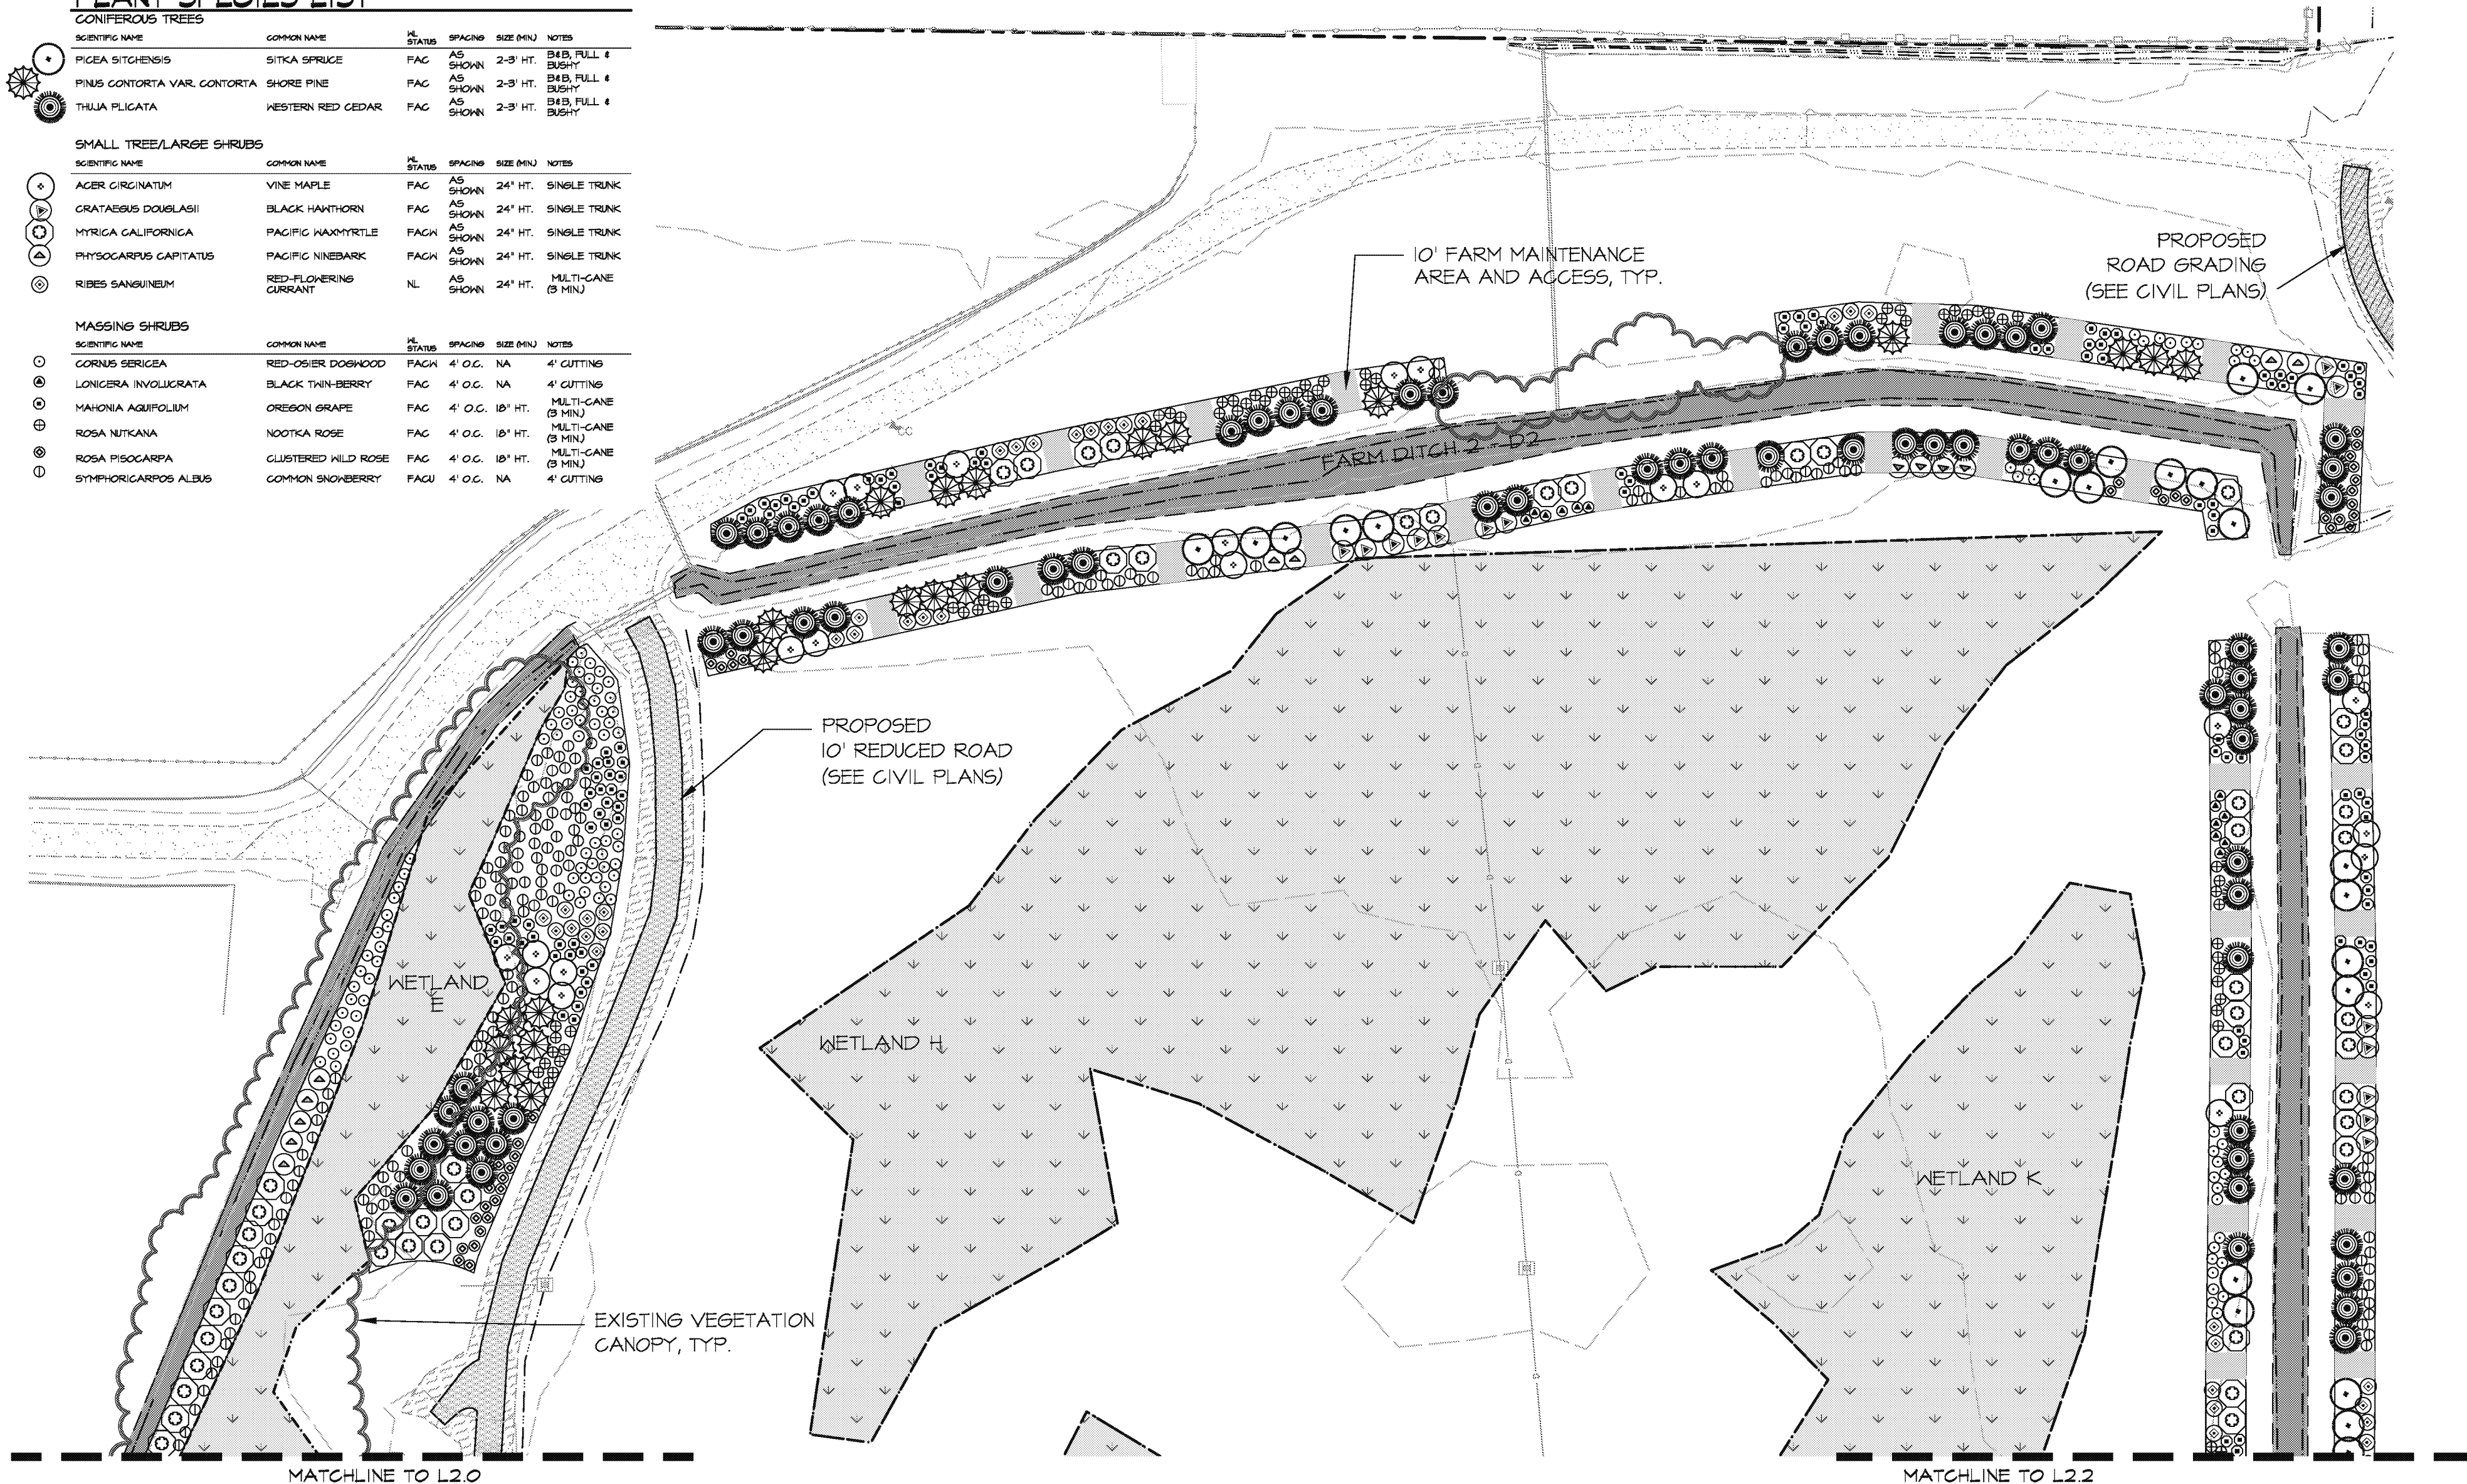 PLANT SPECIES LIST
CONIFEROUS TREES
SCIENTIFIC NAME COMMON NAME WL STATUS SPACING SIZE (MIN.) NOTES
PICEA SITCHENSIS SITKA SPRUCE FAC AS SHOWN 2-3' HT. B&B, FULL & BUSHY
PINUS CONTORTA VAR. CONTORTA SHORE PINE FAC AS SHOWN 2-3' HT. B&B, FULL & BUSHY
THUJA PLICATA WESTERN RED CEDAR FAC AS SHOWN 2-3' HT. B&B, FULL & BUSHY
SMALL TREE/LARGE SHRUBS
SCIENTIFIC NAME COMMON NAME WL STATUS SPACING SIZE (MIN.) NOTES
ACER CIRCINATUM VINE MAPLE FAC AS SHOWN 24" HT. SINGLE TRUNK
CRATAEGUS DOUGLASII BLACK HAWTHORN FAC AS SHOWN 24" HT. SINGLE TRUNK
MYRICA CALIFORNICA PACIFIC WAXMYRTLE FACW AS SHOWN 24" HT. SINGLE TRUNK
PHYSOCARPUS CAPITATUS PACIFIC NINEBARK FACW AS SHOWN 24" HT. SINGLE TRUNK
RIBES SANGUINEUM RED-FLOWERING CURRANT NL AS SHOWN 24" HT. MULTI-CANE (3 MIN.)
MASSING SHRUBS
SCIENTIFIC NAME COMMON NAME WL STATUS SPACING SIZE (MIN.) NOTES
CORNUS SERICEA RED-OSIER DOGWOOD FACW 4' O.C. NA 4' CUTTING
LONICERA INVOLUCRATA BLACK TWIN-BERRY FAC 4' O.C. NA 4' CUTTING
MAHONIA AQUIFOLIUM OREGON GRAPE FAC 4' O.C. 18" HT. MULTI-CANE (3 MIN.)
ROSA NUTKANA NOOTKA ROSE FAC 4' O.C. 18" HT. MULTI-CANE (3 MIN.)
ROSA PISOCARPA CLUSTERED WILD ROSE FAC 4' O.C. 18" HT. MULTI-CANE (3 MIN.)
SYMPHORICARPOS ALBUS COMMON SNOWBERRY FACU 4' O.C. NA 4' CUTTING
10' FARM MAINTENANCE
AREA AND ACCESS, TYP.
PROPOSED
ROAD GRADING
(SEE CIVIL PLANS)
FARM DITCH 2 - D2
PROPOSED
10' REDUCED ROAD
(SEE CIVIL PLANS)
WETLAND
E
WETLAND H
WETLAND K
EXISTING VEGETATION
CANOPY, TYP.
MATCHLINE TO L2.0
MATCHLINE TO L2.2